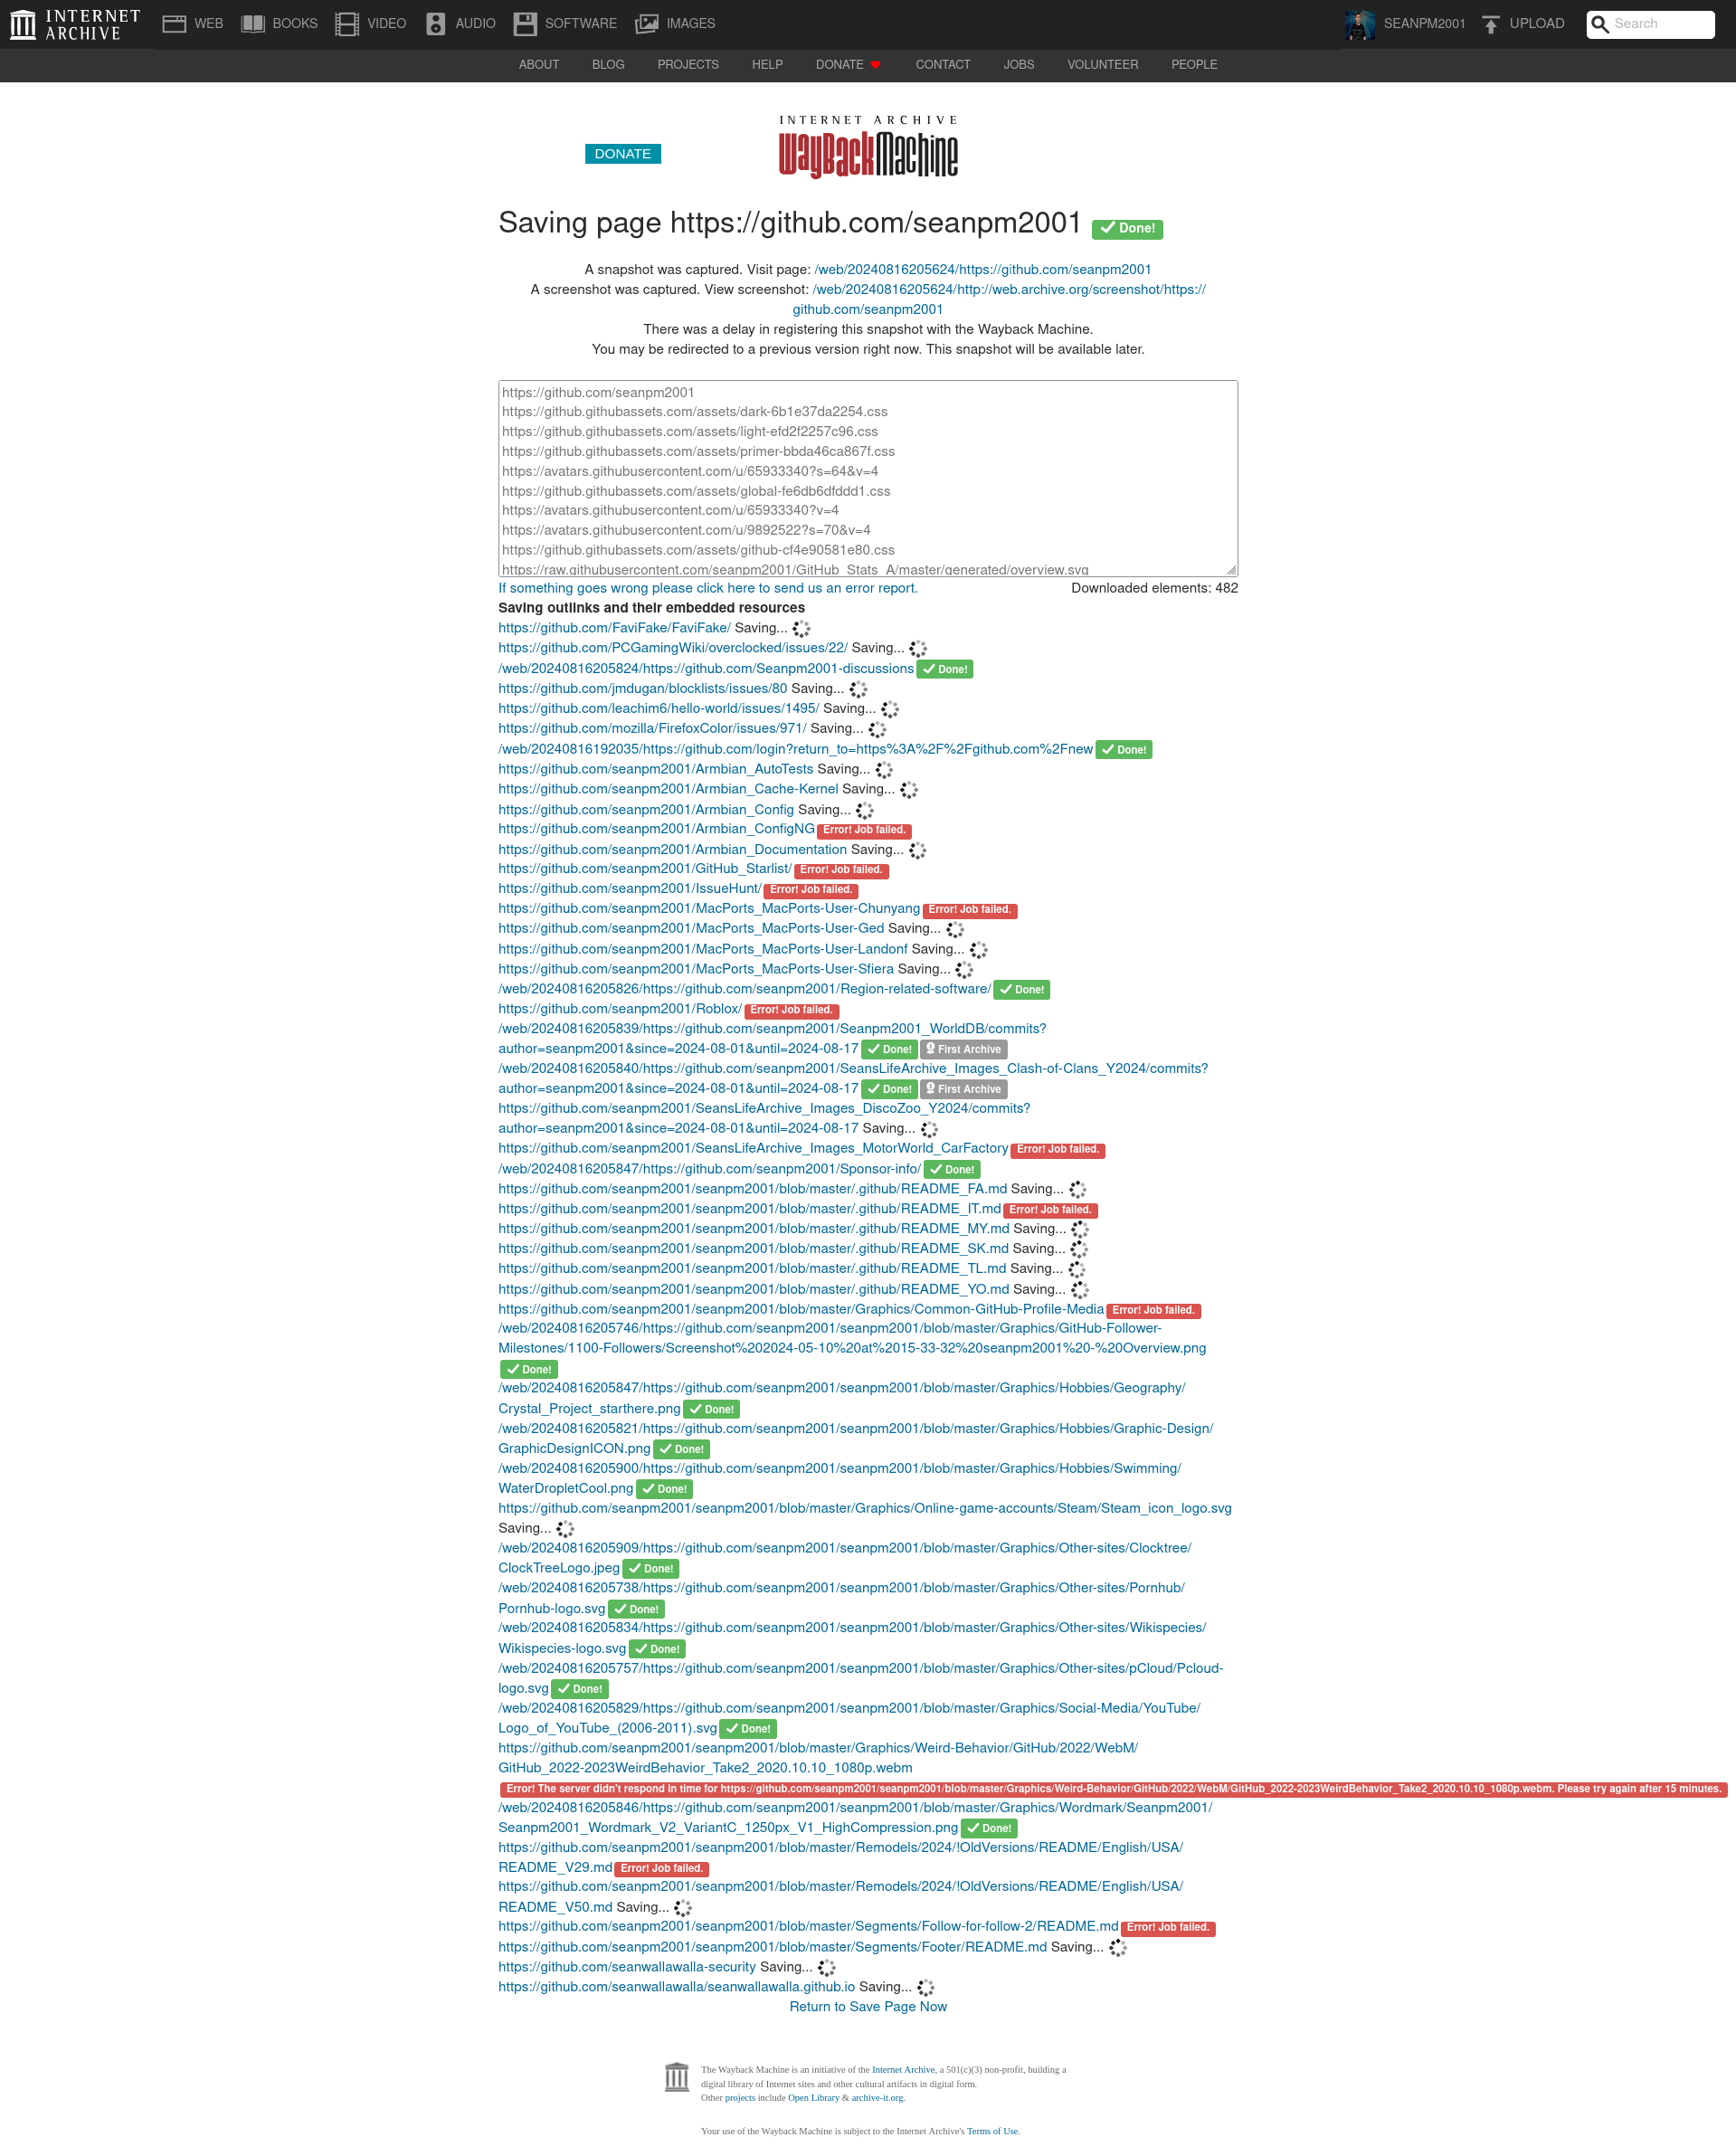 INTERNET ARCHIVE
WEB BOOKS VIDEO AUDIO SOFTWARE IMAGES SEANPM2001 UPLOAD Search
ABOUT BLOG PROJECTS HELP DONATE CONTACT JOBS VOLUNTEER PEOPLE
INTERNET ARCHIVE
DONATE WayBackMachine
Saving page https://github.com/seanpm2001 Done!
A snapshot was captured. Visit page: /web/20240816205624/https://github.com/seanpm2001
A screenshot was captured. View screenshot: /web/20240816205624/http://web.archive.org/screenshot/https://
github.com/seanpm2001
There was a delay in registering this snapshot with the Wayback Machine.
You may be redirected to a previous version right now. This snapshot will be available later.
https://github.com/seanpm2001
https://github.githubassets.com/assets/dark-6b1e37da2254.css
https://github.githubassets.com/assets/light-efd2f2257c96.css
https://github.githubassets.com/assets/primer-bbda46ca867f.css
https://avatars.githubusercontent.com/u/65933340?s=64&v=4
https://github.githubassets.com/assets/global-fe6db6dfddd1.css
https://avatars.githubusercontent.com/u/65933340?v=4
https://avatars.githubusercontent.com/u/9892522?s=70&v=4
https://github.githubassets.com/assets/github-cf4e90581e80.css
https://raw.githubusercontent.com/seanpm2001/GitHub_Stats_A/master/generated/overview.svg
If something goes wrong please click here to send us an error report. Downloaded elements: 482
Saving outlinks and their embedded resources
https://github.com/FaviFake/FaviFake/ Saving...
https://github.com/PCGamingWiki/overclocked/issues/22/ Saving...
/web/20240816205824/https://github.com/Seanpm2001-discussions Done!
https://github.com/jmdugan/blocklists/issues/80 Saving...
https://github.com/leachim6/hello-world/issues/1495/ Saving...
https://github.com/mozilla/FirefoxColor/issues/971/ Saving...
/web/20240816192035/https://github.com/login?return_to=https%3A%2F%2Fgithub.com%2Fnew Done!
https://github.com/seanpm2001/Armbian_AutoTests Saving...
https://github.com/seanpm2001/Armbian_Cache-Kernel Saving...
https://github.com/seanpm2001/Armbian_Config Saving...
https://github.com/seanpm2001/Armbian_ConfigNG Error! Job failed.
https://github.com/seanpm2001/Armbian_Documentation Saving...
https://github.com/seanpm2001/GitHub_Starlist/ Error! Job failed.
https://github.com/seanpm2001/IssueHunt/ Error! Job failed.
https://github.com/seanpm2001/MacPorts_MacPorts-User-Chunyang Error! Job failed.
https://github.com/seanpm2001/MacPorts_MacPorts-User-Ged Saving...
https://github.com/seanpm2001/MacPorts_MacPorts-User-Landonf Saving...
https://github.com/seanpm2001/MacPorts_MacPorts-User-Sfiera Saving...
/web/20240816205826/https://github.com/seanpm2001/Region-related-software/ Done!
https://github.com/seanpm2001/Roblox/ Error! Job failed.
/web/20240816205839/https://github.com/seanpm2001/Seanpm2001_WorldDB/commits?
author=seanpm2001&since=2024-08-01&until=2024-08-17 Done! First Archive
/web/20240816205840/https://github.com/seanpm2001/SeansLifeArchive_Images_Clash-of-Clans_Y2024/commits?
author=seanpm2001&since=2024-08-01&until=2024-08-17 Done! First Archive
https://github.com/seanpm2001/SeansLifeArchive_Images_DiscoZoo_Y2024/commits?
author=seanpm2001&since=2024-08-01&until=2024-08-17 Saving...
https://github.com/seanpm2001/SeansLifeArchive_Images_MotorWorld_CarFactory Error! Job failed.
/web/20240816205847/https://github.com/seanpm2001/Sponsor-info/ Done!
https://github.com/seanpm2001/seanpm2001/blob/master/.github/README_FA.md Saving...
https://github.com/seanpm2001/seanpm2001/blob/master/.github/README_IT.md Error! Job failed.
https://github.com/seanpm2001/seanpm2001/blob/master/.github/README_MY.md Saving...
https://github.com/seanpm2001/seanpm2001/blob/master/.github/README_SK.md Saving...
https://github.com/seanpm2001/seanpm2001/blob/master/.github/README_TL.md Saving...
https://github.com/seanpm2001/seanpm2001/blob/master/.github/README_YO.md Saving...
https://github.com/seanpm2001/seanpm2001/blob/master/Graphics/Common-GitHub-Profile-Media Error! Job failed.
/web/20240816205746/https://github.com/seanpm2001/seanpm2001/blob/master/Graphics/GitHub-Follower-
Milestones/1100-Followers/Screenshot%202024-05-10%20at%2015-33-32%20seanpm2001%20-%20Overview.png
Done!
/web/20240816205847/https://github.com/seanpm2001/seanpm2001/blob/master/Graphics/Hobbies/Geography/
Crystal_Project_starthere.png Done!
/web/20240816205821/https://github.com/seanpm2001/seanpm2001/blob/master/Graphics/Hobbies/Graphic-Design/
GraphicDesignICON.png Done!
/web/20240816205900/https://github.com/seanpm2001/seanpm2001/blob/master/Graphics/Hobbies/Swimming/
WaterDropletCool.png Done!
https://github.com/seanpm2001/seanpm2001/blob/master/Graphics/Online-game-accounts/Steam/Steam_icon_logo.svg
Saving...
/web/20240816205909/https://github.com/seanpm2001/seanpm2001/blob/master/Graphics/Other-sites/Clocktree/
ClockTreeLogo.jpeg Done!
/web/20240816205738/https://github.com/seanpm2001/seanpm2001/blob/master/Graphics/Other-sites/Pornhub/
Pornhub-logo.svg Done!
/web/20240816205834/https://github.com/seanpm2001/seanpm2001/blob/master/Graphics/Other-sites/Wikispecies/
Wikispecies-logo.svg Done!
/web/20240816205757/https://github.com/seanpm2001/seanpm2001/blob/master/Graphics/Other-sites/pCloud/Pcloud-
logo.svg Done!
/web/20240816205829/https://github.com/seanpm2001/seanpm2001/blob/master/Graphics/Social-Media/YouTube/
Logo_of_YouTube_(2006-2011).svg Done!
https://github.com/seanpm2001/seanpm2001/blob/master/Graphics/Weird-Behavior/GitHub/2022/WebM/
GitHub_2022-2023WeirdBehavior_Take2_2020.10.10_1080p.webm
Error! The server didn't respond in time for https://github.com/seanpm2001/seanpm2001/blob/master/Graphics/Weird-Behavior/GitHub/2022/WebM/GitHub_2022-2023WeirdBehavior_Take2_2020.10.10_1080p.webm. Please try again after 15 minutes.
/web/20240816205846/https://github.com/seanpm2001/seanpm2001/blob/master/Graphics/Wordmark/Seanpm2001/
Seanpm2001_Wordmark_V2_VariantC_1250px_V1_HighCompression.png Done!
https://github.com/seanpm2001/seanpm2001/blob/master/Remodels/2024/!OldVersions/README/English/USA/
README_V29.md Error! Job failed.
https://github.com/seanpm2001/seanpm2001/blob/master/Remodels/2024/!OldVersions/README/English/USA/
README_V50.md Saving...
https://github.com/seanpm2001/seanpm2001/blob/master/Segments/Follow-for-follow-2/README.md Error! Job failed.
https://github.com/seanpm2001/seanpm2001/blob/master/Segments/Footer/README.md Saving...
https://github.com/seanwallawalla-security Saving...
https://github.com/seanwallawalla/seanwallawalla.github.io Saving...
Return to Save Page Now
The Wayback Machine is an initiative of the Internet Archive, a 501(c)(3) non-profit, building a
digital library of Internet sites and other cultural artifacts in digital form.
Other projects include Open Library & archive-it.org.
Your use of the Wayback Machine is subject to the Internet Archive's Terms of Use.